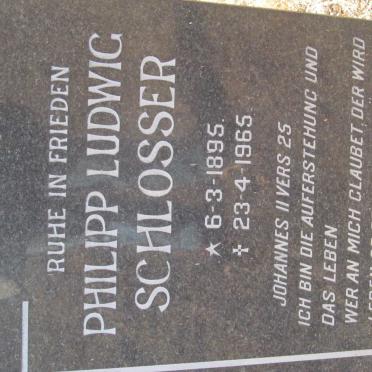 RUHE IN FRIEDEN
PHILIPP LUDWIG
SCHLOSSER
★ 6-3-1895.
✝ 23-4-1965.
JOHANNES II VERS 25
ICH BIN DIE AUFERSTEHUNG UND
DAS LEBEN
WER AN MICH GLAUBET, DER WIRD